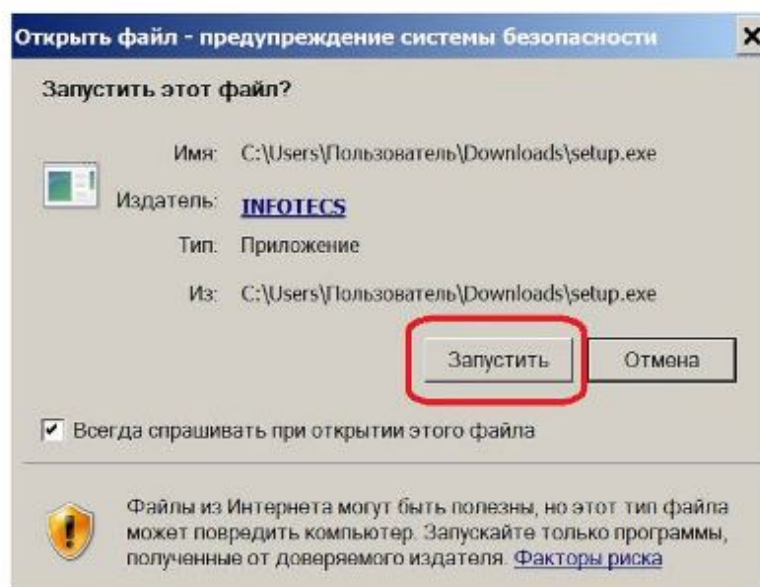 Открыть файл - предупреждение системы безопасности
Запустить этот файл?
Имя: C:\Users\Пользователь\Downloads\setup.exe
Издатель: INFOTECS
Тип: Приложение
Из: C:\Users\Пользователь\Downloads\setup.exe
Запустить Отмена
Всегда спрашивать при открытии этого файла
Файлы из Интернета могут быть полезны, но этот тип файла
может повредить компьютер. Запускайте только программы,
полученные от доверяемого издателя. Факторы риска